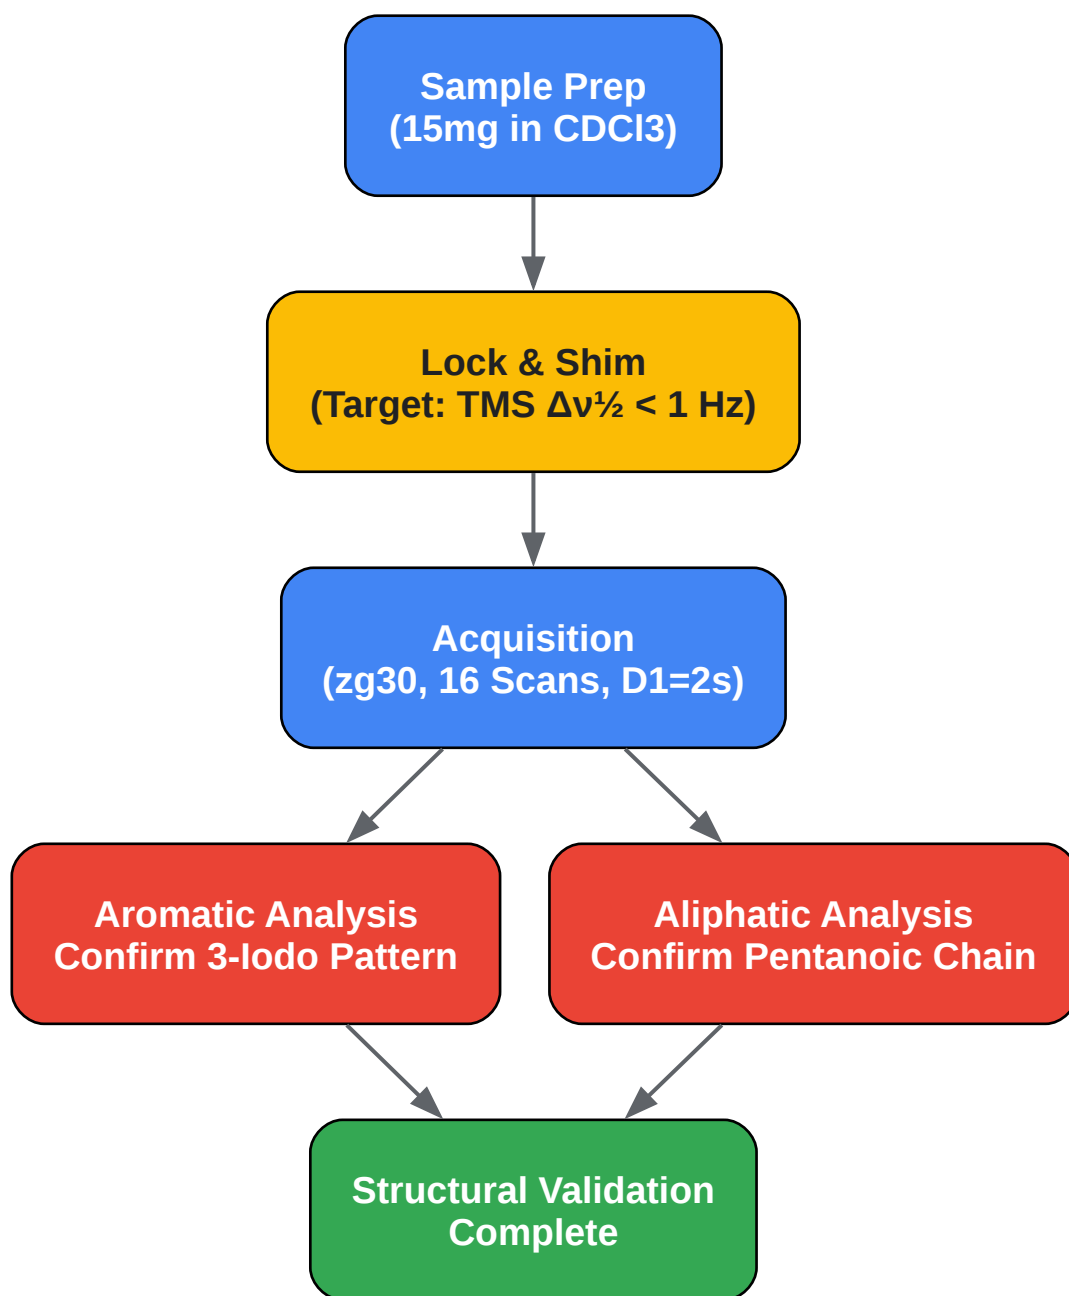 Sample Prep
(15mg in CDCl3)
Lock & Shim
(Target: TMS Δν½ < 1 Hz)
Acquisition
(zg30, 16 Scans, D1=2s)
Aromatic Analysis
Confirm 3-Iodo Pattern
Aliphatic Analysis
Confirm Pentanoic Chain
Structural Validation
Complete